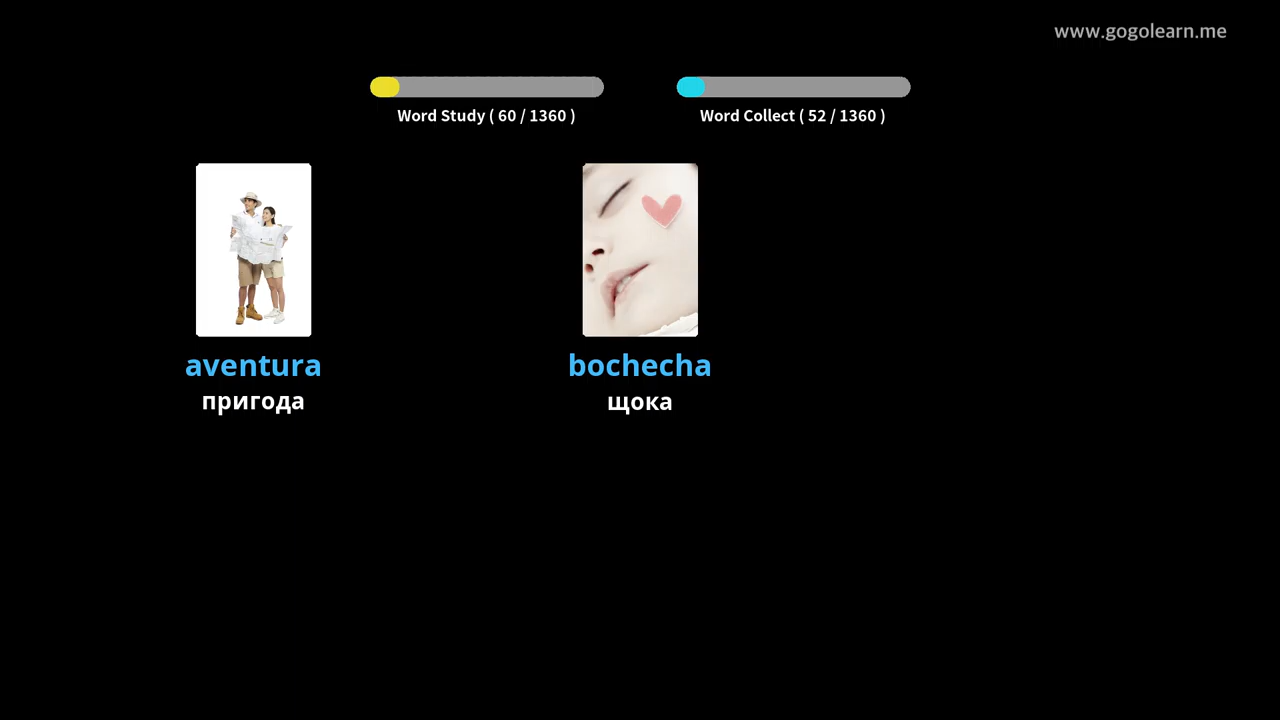 www.gogolearn.me
Word Study ( 60 / 1360 )
Word Collect ( 52 / 1360 )
aventura
пригода
bochecha
щока